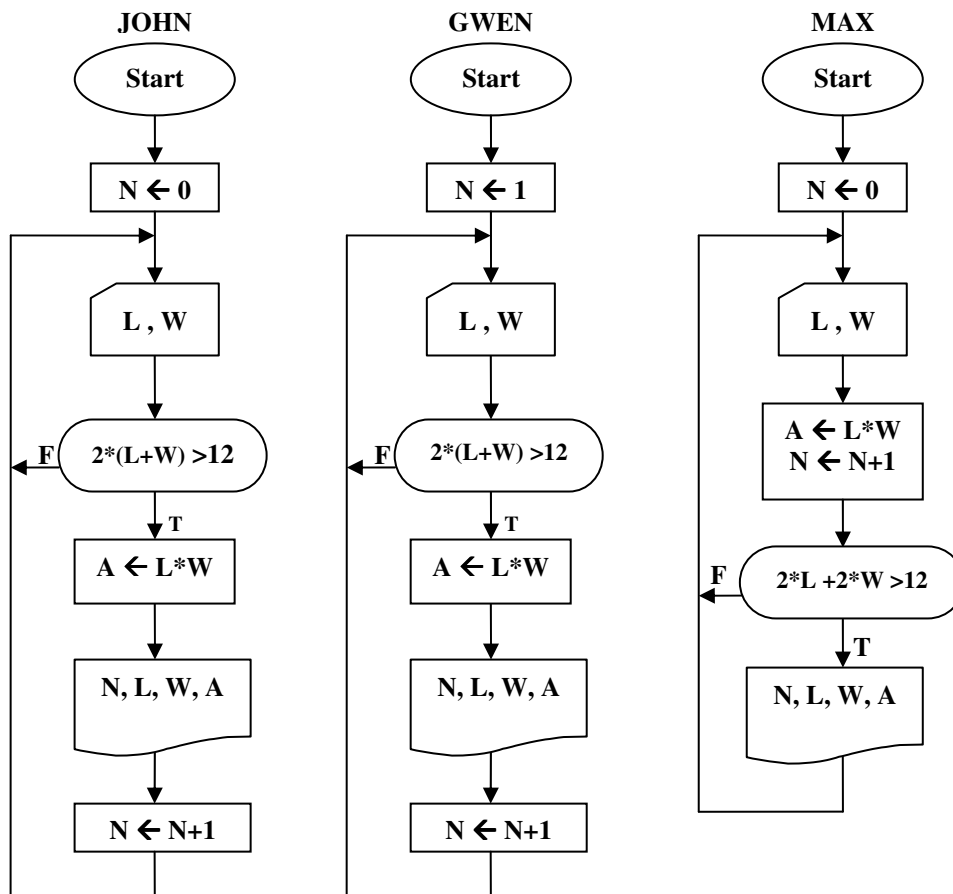 JOHN
Start
N ← 0
L , W
2*(L+W) >12
F
T
A ← L*W
N, L, W, A
N ← N+1
GWEN
Start
N ← 1
L , W
2*(L+W) >12
F
T
A ← L*W
N, L, W, A
N ← N+1
MAX
Start
N ← 0
L , W
A ← L*W
N ← N+1
2*L +2*W >12
F
T
N, L, W, A